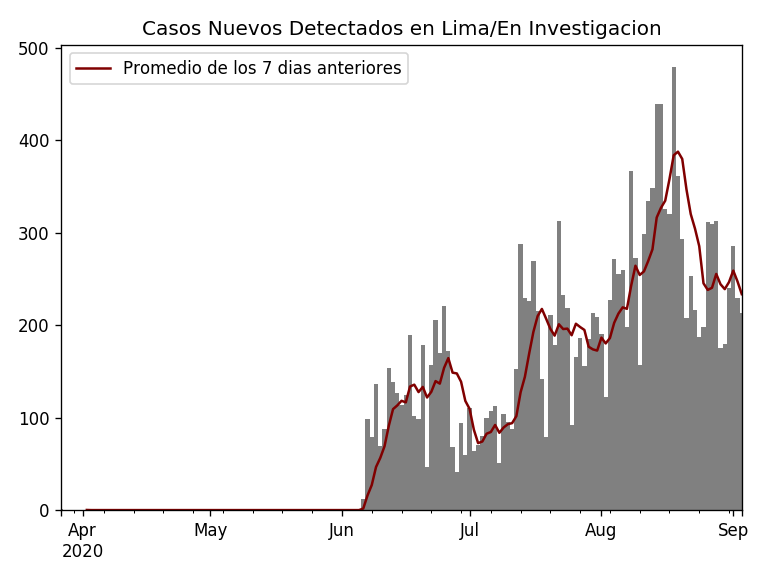 Casos Nuevos Detectados en Lima/En Investigacion
Promedio de los 7 dias anteriores
500
400
300
200
100
0
Apr May Jun Jul Aug Sep
2020